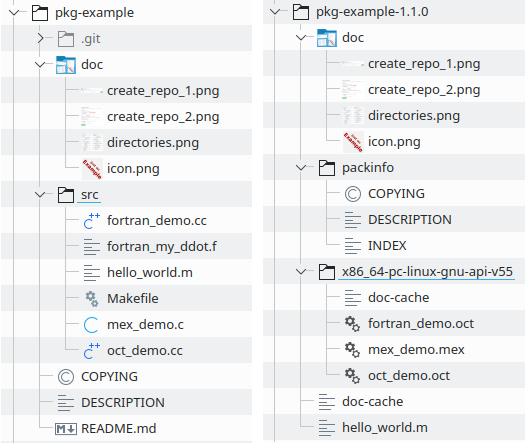 pkg-example
.git
doc
create_repo_1.png
create_repo_2.png
directories.png
icon.png
src
fortran_demo.cc
fortran_my_ddot.f
hello_world.m
Makefile
mex_demo.c
oct_demo.cc
COPYING
DESCRIPTION
README.md
pkg-example-1.1.0
doc
create_repo_1.png
create_repo_2.png
directories.png
icon.png
packinfo
COPYING
DESCRIPTION
INDEX
x86_64-pc-linux-gnu-api-v55
doc-cache
fortran_demo.oct
mex_demo.mex
oct_demo.oct
doc-cache
hello_world.m